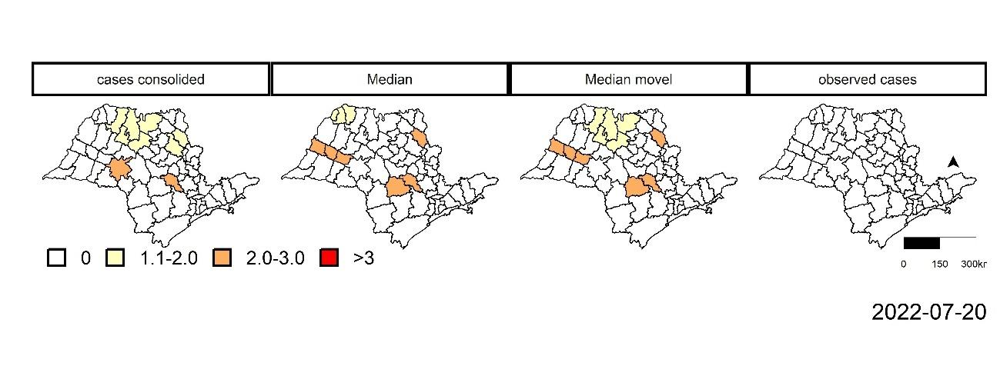 cases consolided Median Median movel observed cases
0 1.1-2.0 2.0-3.0 >3
0 150 300kr
2022-07-20